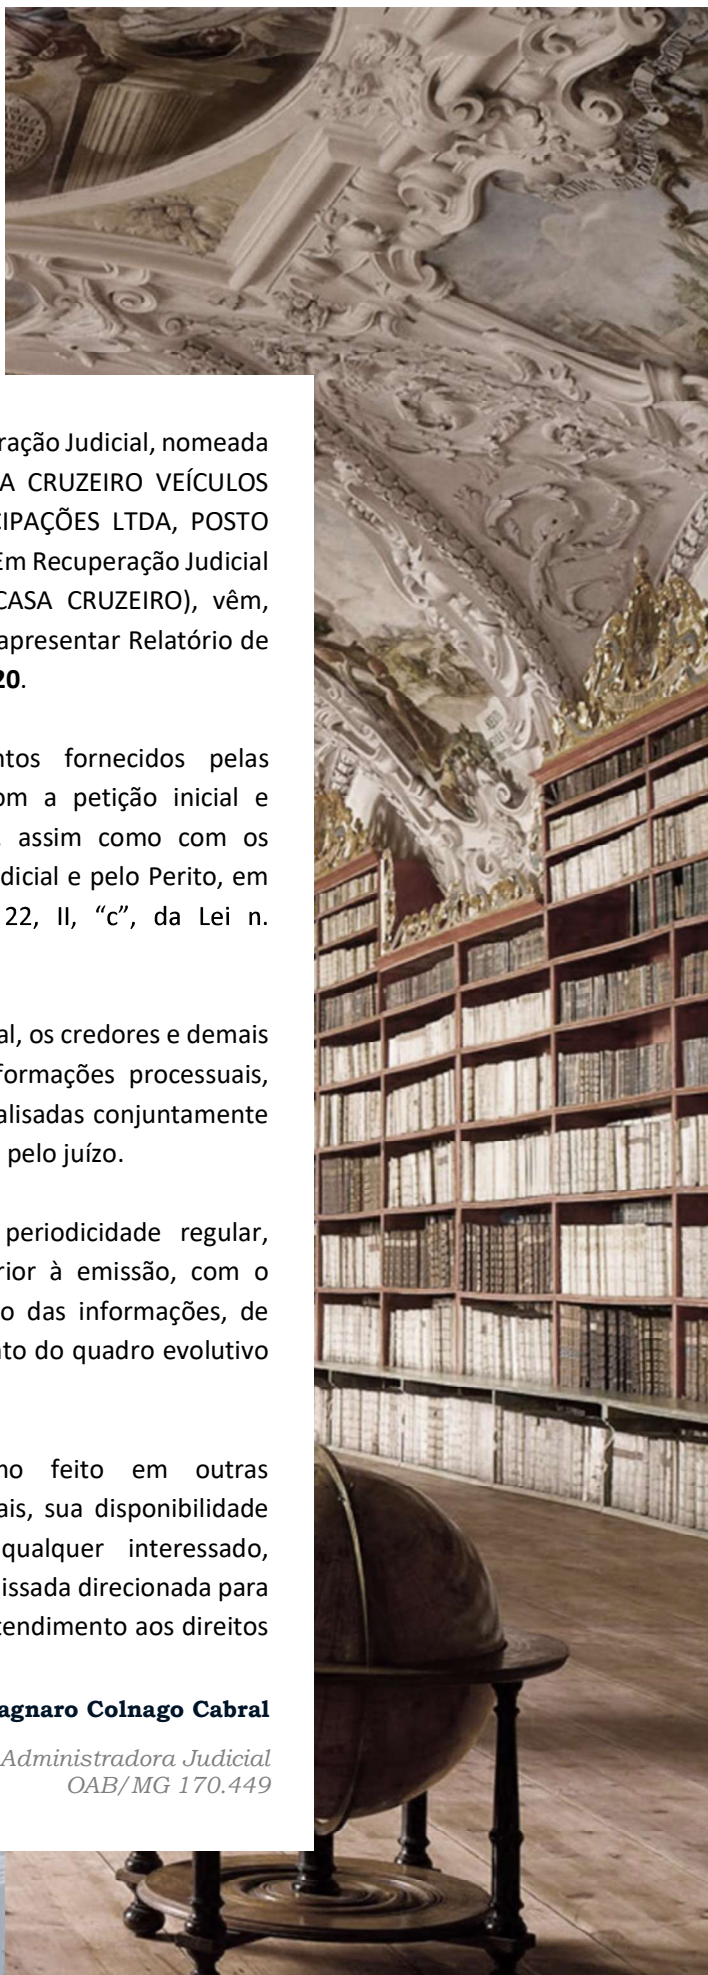 ração Judicial, nomeada
A CRUZEIRO VEÍCULOS
CIPAÇÕES LTDA, POSTO
Em Recuperação Judicial
CASA CRUZEIRO), vêm,
apresentar Relatório de
20.
ntos fornecidos pelas
om a petição inicial e
assim como com os
dicial e pelo Perito, em
22, II, “c”, da Lei n.
al, os credores e demais
formações processuais,
alisadas conjuntamente
pelo juízo.
periodicidade regular,
rior à emissão, com o
o das informações, de
nto do quadro evolutivo
mo feito em outras
ais, sua disponibilidade
qualquer interessado,
issada direcionada para
tendimento aos direitos
agnaro Colnago Cabral
Administradora Judicial
OAB/MG 170.449